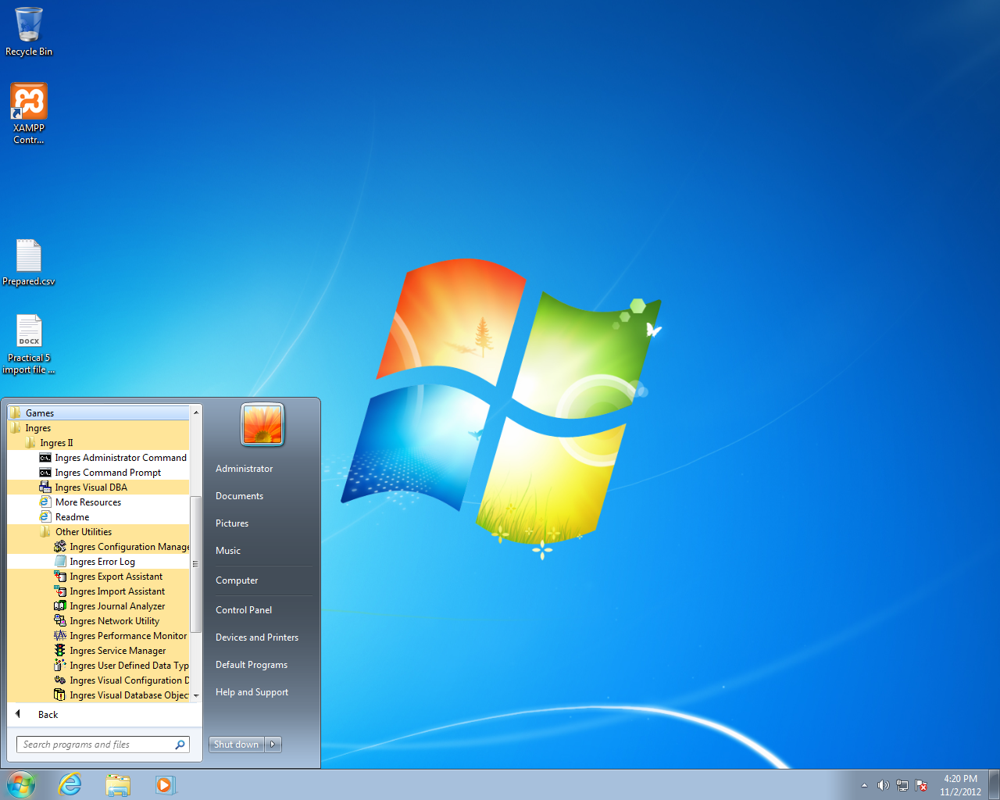 Recycle Bin
XAMPP
Contr...
Prepared.csv
DOCX
Practical 5
import file ...
Games
Ingres
Ingres II
Ingres Administrator Command
Ingres Command Prompt
Ingres Visual DBA
More Resources
Readme
Other Utilities
Ingres Configuration Manage
Ingres Error Log
Ingres Export Assistant
Ingres Import Assistant
Ingres Journal Analyzer
Ingres Network Utility
Ingres Performance Monitor
Ingres Service Manager
Ingres User Defined Data Typ
Ingres Visual Configuration D
Ingres Visual Database Objec
Back
Search programs and files
Administrator
Documents
Pictures
Music
Computer
Control Panel
Devices and Printers
Default Programs
Help and Support
Shut down
4:20 PM
11/2/2012